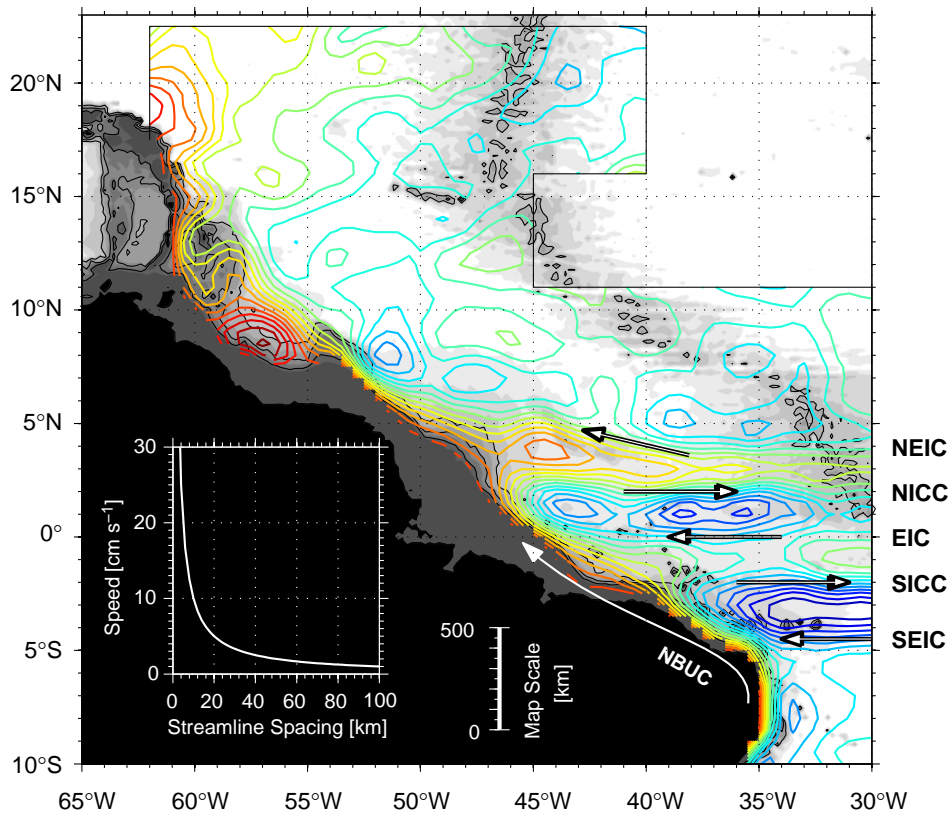 20°N
15°N
10°N
5°N
0°
5°S
10°S
65°W
60°W
55°W
50°W
45°W
40°W
35°W
30°W
NEIC
NICC
EIC
SICC
SEIC
NBUC
30
20
10
0
Speed [cm s⁻¹]
0
20
40
60
80
100
Streamline Spacing [km]
500
0
Map Scale
[km]